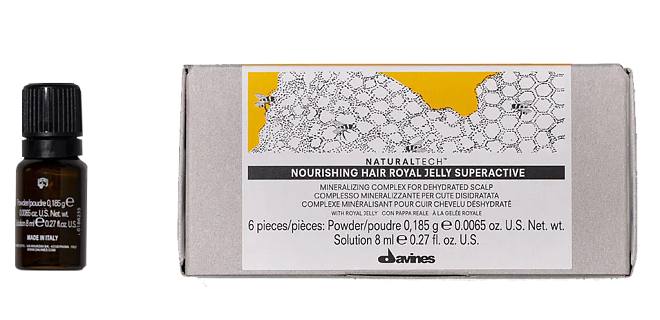 Powder/poudre 0,185 g ℮
0.0065 oz. U.S. Net. wt.
Solution 8 ml ℮ 0.27 fl. oz. U.S.
MADE IN ITALY
NATURALTECH™
NOURISHING HAIR ROYAL JELLY SUPERACTIVE
MINERALIZING COMPLEX FOR DEHYDRATED SCALP
COMPLESSO MINERALIZZANTE PER CUTE DISIDRATATA
COMPLEXE MINÉRALISANT POUR CUIR CHEVELU DÉSHYDRATÉ
WITH ROYAL JELLY CON PAPPA REALE À LA GELÉE ROYALE
6 pieces/pièces: Powder/poudre 0,185 g ℮ 0.0065 oz. U.S. Net wt.
Solution 8 ml ℮ 0.27 fl. oz. U.S.
davines